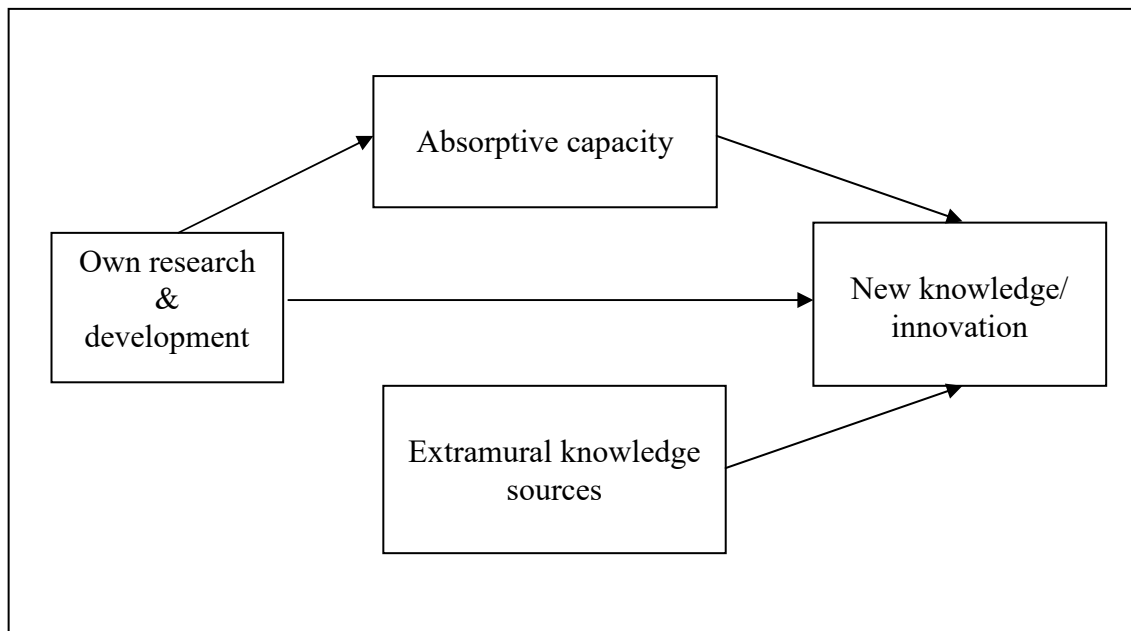 Absorptive capacity
Own research
&
development
New knowledge/
innovation
Extramural knowledge
sources